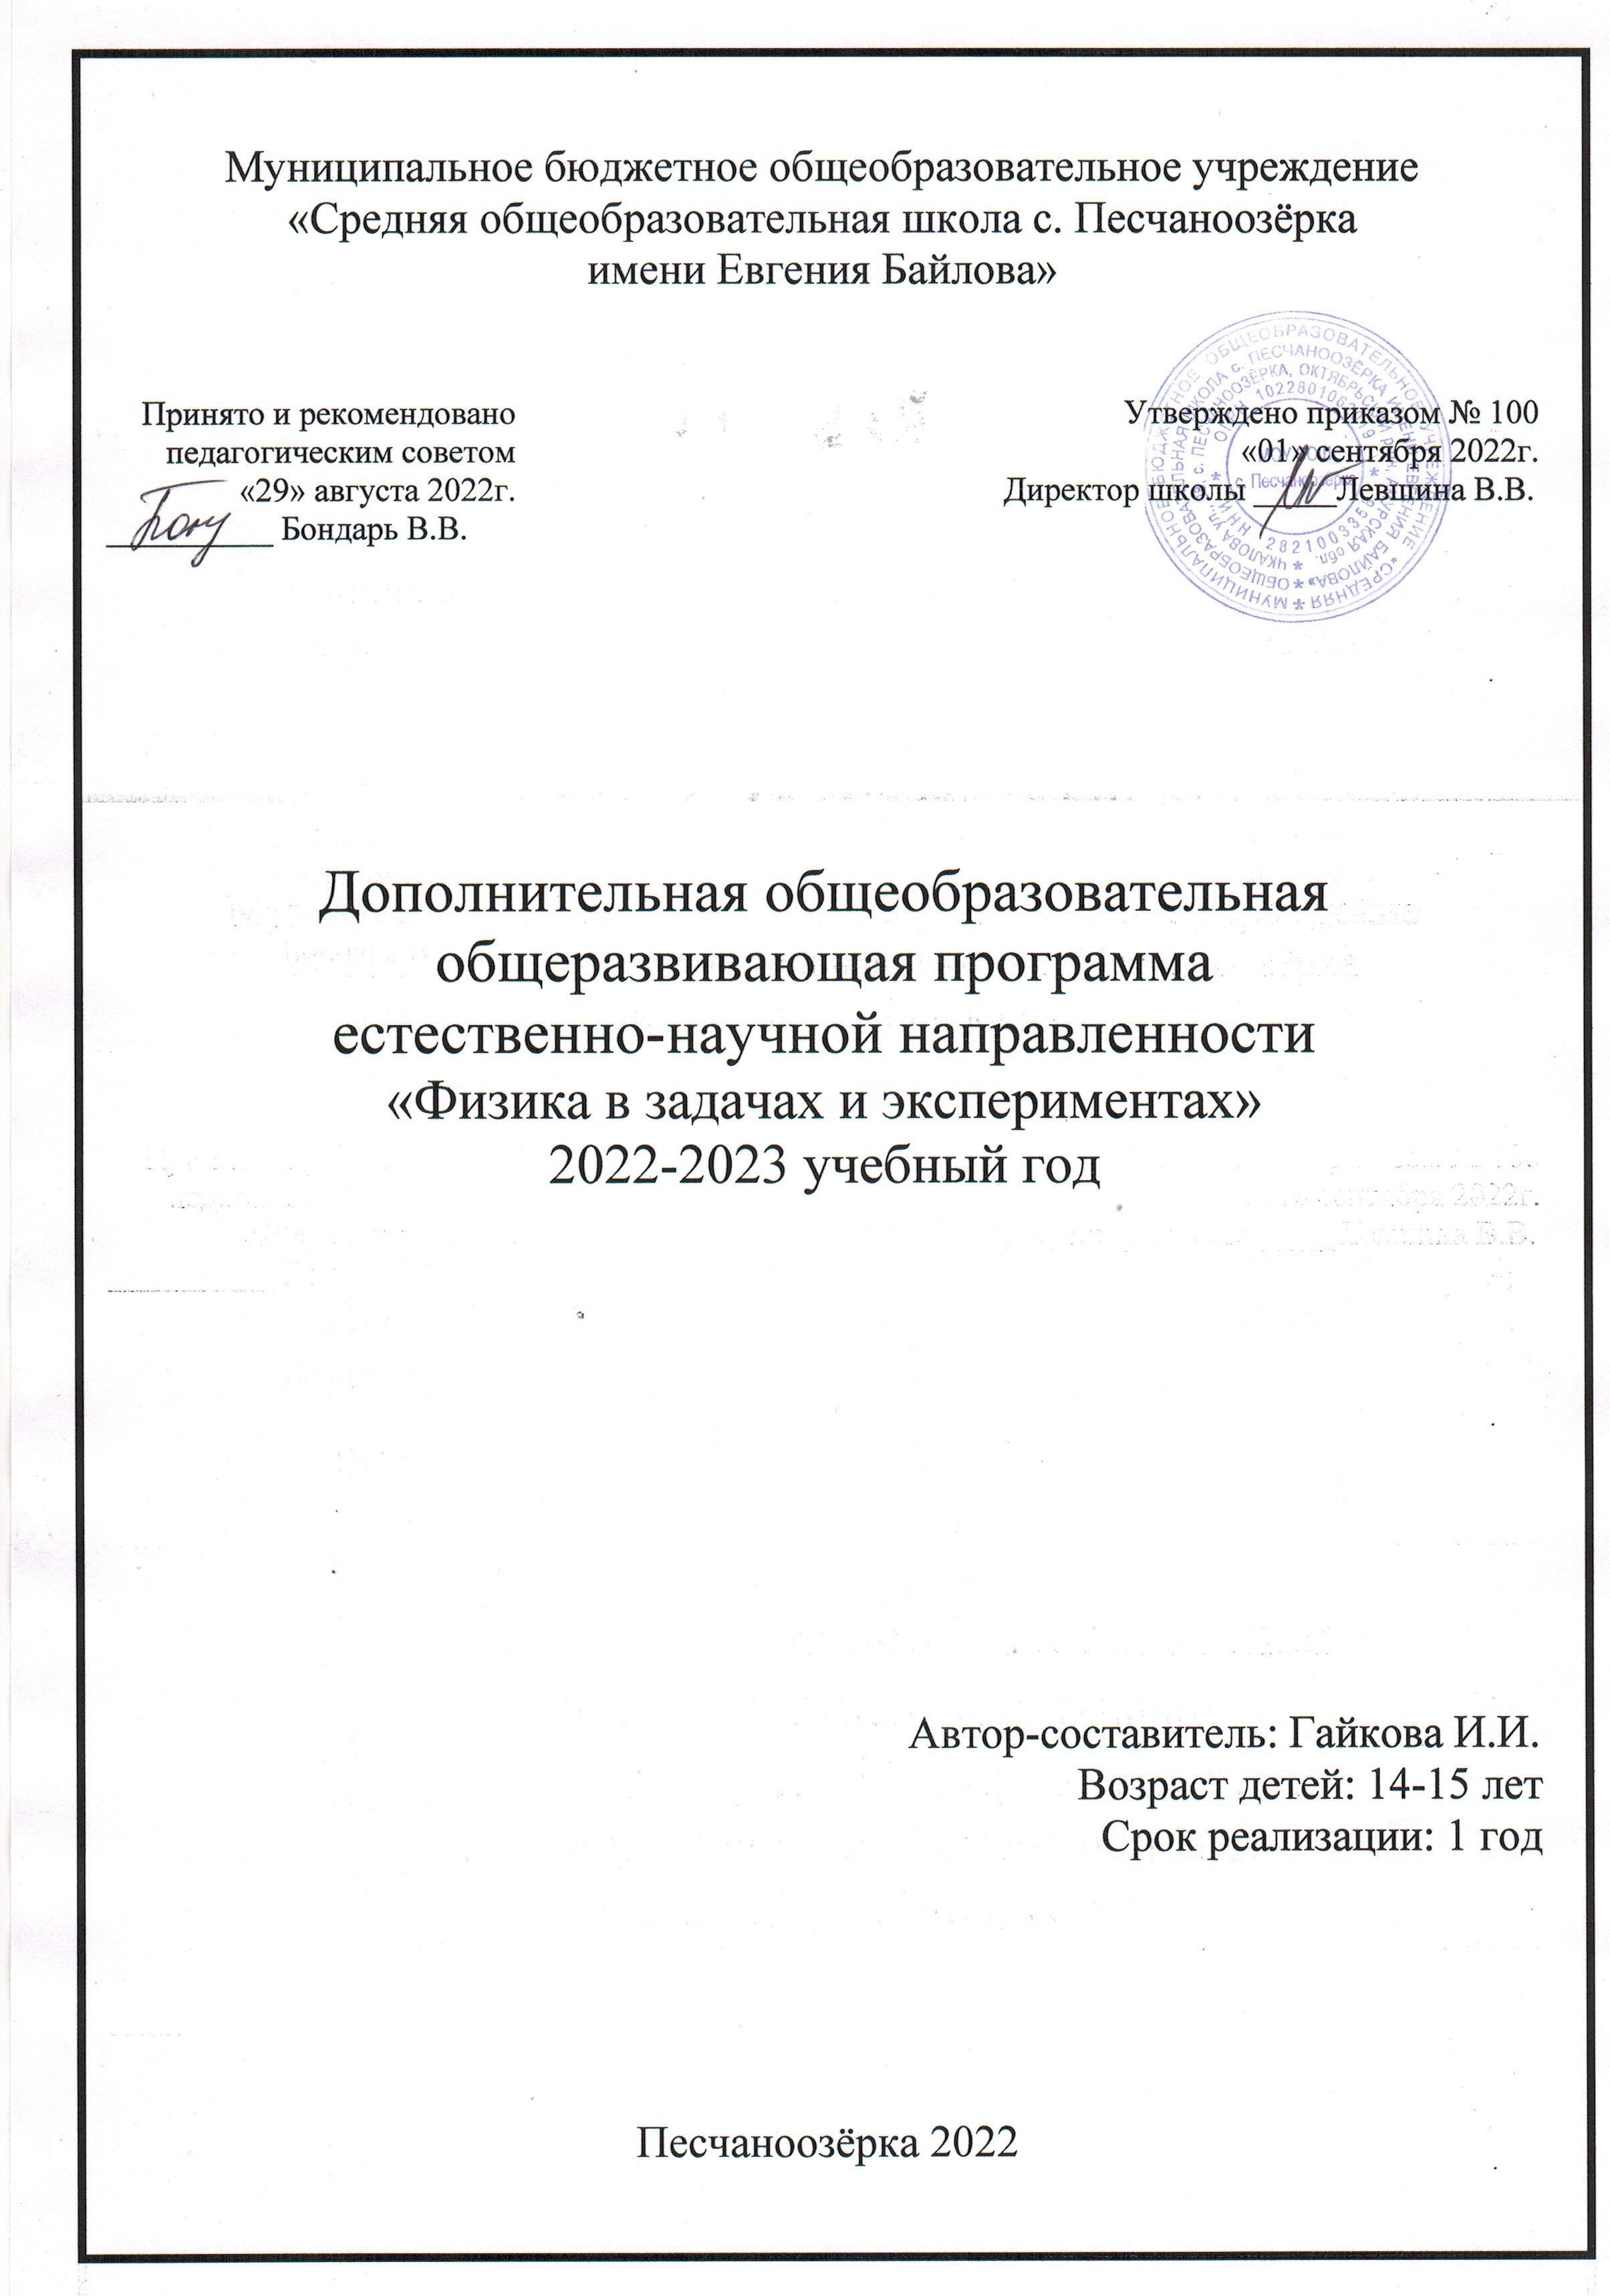 Муниципальное бюджетное общеобразовательное учреждение
«Средняя общеобразовательная школа с. Песчаноозёрка
имени Евгения Байлова»
Принято и рекомендовано
педагогическим советом
«29» августа 2022г.
Бондарь В.В.
Утверждено приказом № 100
«01» сентября 2022г.
Директор школы Левшина В.В.
Дополнительная общеобразовательная
общеразвивающая программа
естественно-научной направленности
«Физика в задачах и экспериментах»
2022-2023 учебный год
Автор-составитель: Гайкова И.И.
Возраст детей: 14-15 лет
Срок реализации: 1 год
Песчаноозёрка 2022